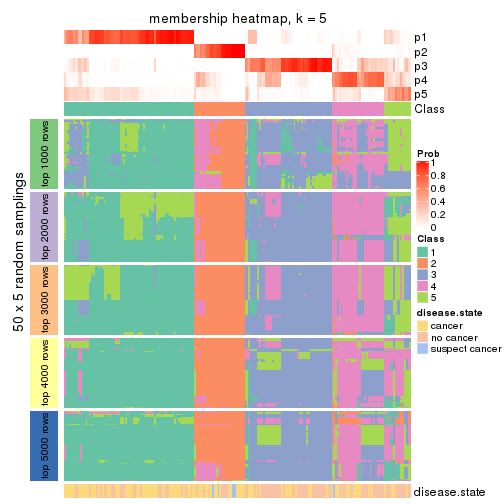 membership heatmap, k = 5
p1
p2
p3
p4
p5
Class
50 x 5 random samplings
top 1000 rows
top 2000 rows
top 3000 rows
top 4000 rows
top 5000 rows
disease.state
Prob
1
0.8
0.6
0.4
0.2
0
Class
1
2
3
4
5
disease.state
cancer
no cancer
suspect cancer